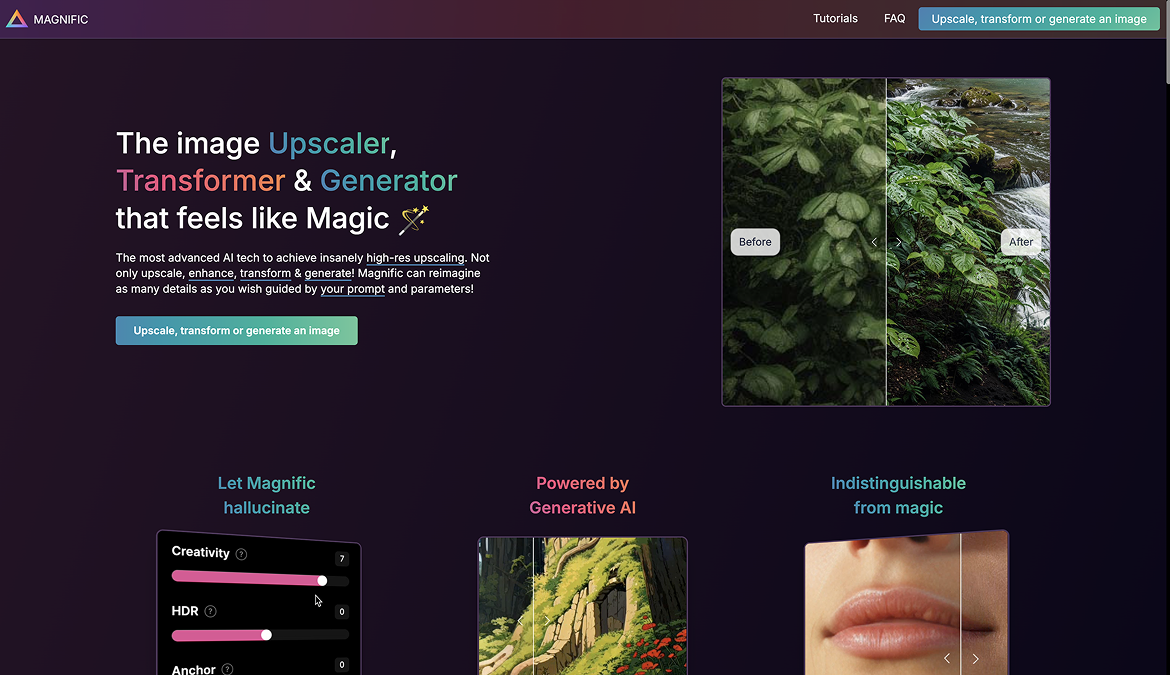 MAGNIFIC
Tutorials
FAQ
Upscale, transform or generate an image
The image Upscaler,
Transformer & Generator
that feels like Magic
The most advanced AI tech to achieve insanely high-res upscaling. Not
only upscale, enhance, transform & generate! Magnific can reimagine
as many details as you wish guided by your prompt and parameters!
Upscale, transform or generate an image
Before
After
Let Magnific
hallucinate
Powered by
Generative AI
Indistinguishable
from magic
Creativity ? 7
HDR ? 0
Anchor ? 0